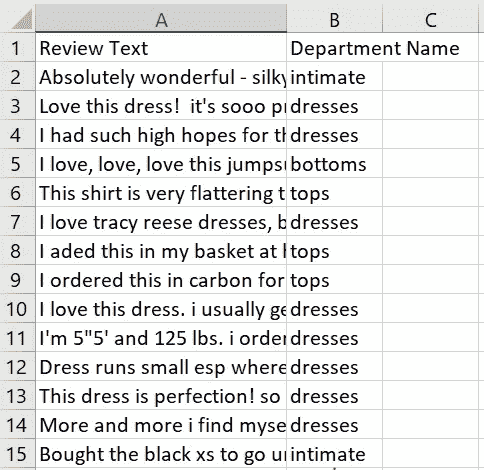 A B C
1 Review Text Department Name
2 Absolutely wonderful - silky intimate
3 Love this dress!  it's sooo pr dresses
4 I had such high hopes for th dresses
5 I love, love, love this jumpsu bottoms
6 This shirt is very flattering t tops
7 I love tracy reese dresses, b dresses
8 I aded this in my basket at h tops
9 I ordered this in carbon for tops
10 I love this dress. i usually ge dresses
11 I'm 5"5' and 125 lbs. i order dresses
12 Dress runs small esp where dresses
13 This dress is perfection! so dresses
14 More and more i find myse dresses
15 Bought the black xs to go un intimate